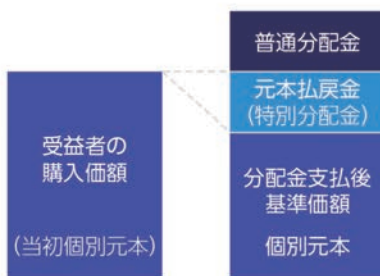 普通分配金
元本払戻金
(特別分配金)
受益者の
購入価額
(当初個別元本)
分配金支払後
基準価額
個別元本